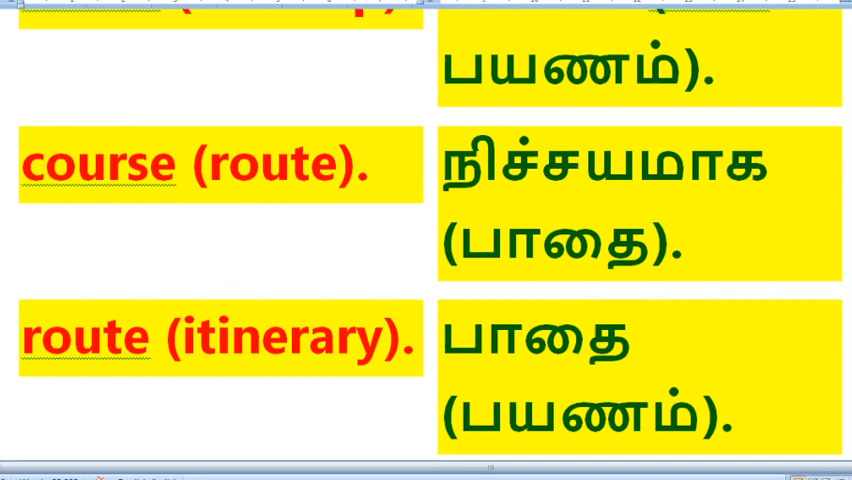 பயணம்).
course (route).
நிச்சயமாக
(பாதை).
route (itinerary).
பாதை
(பயணம்).